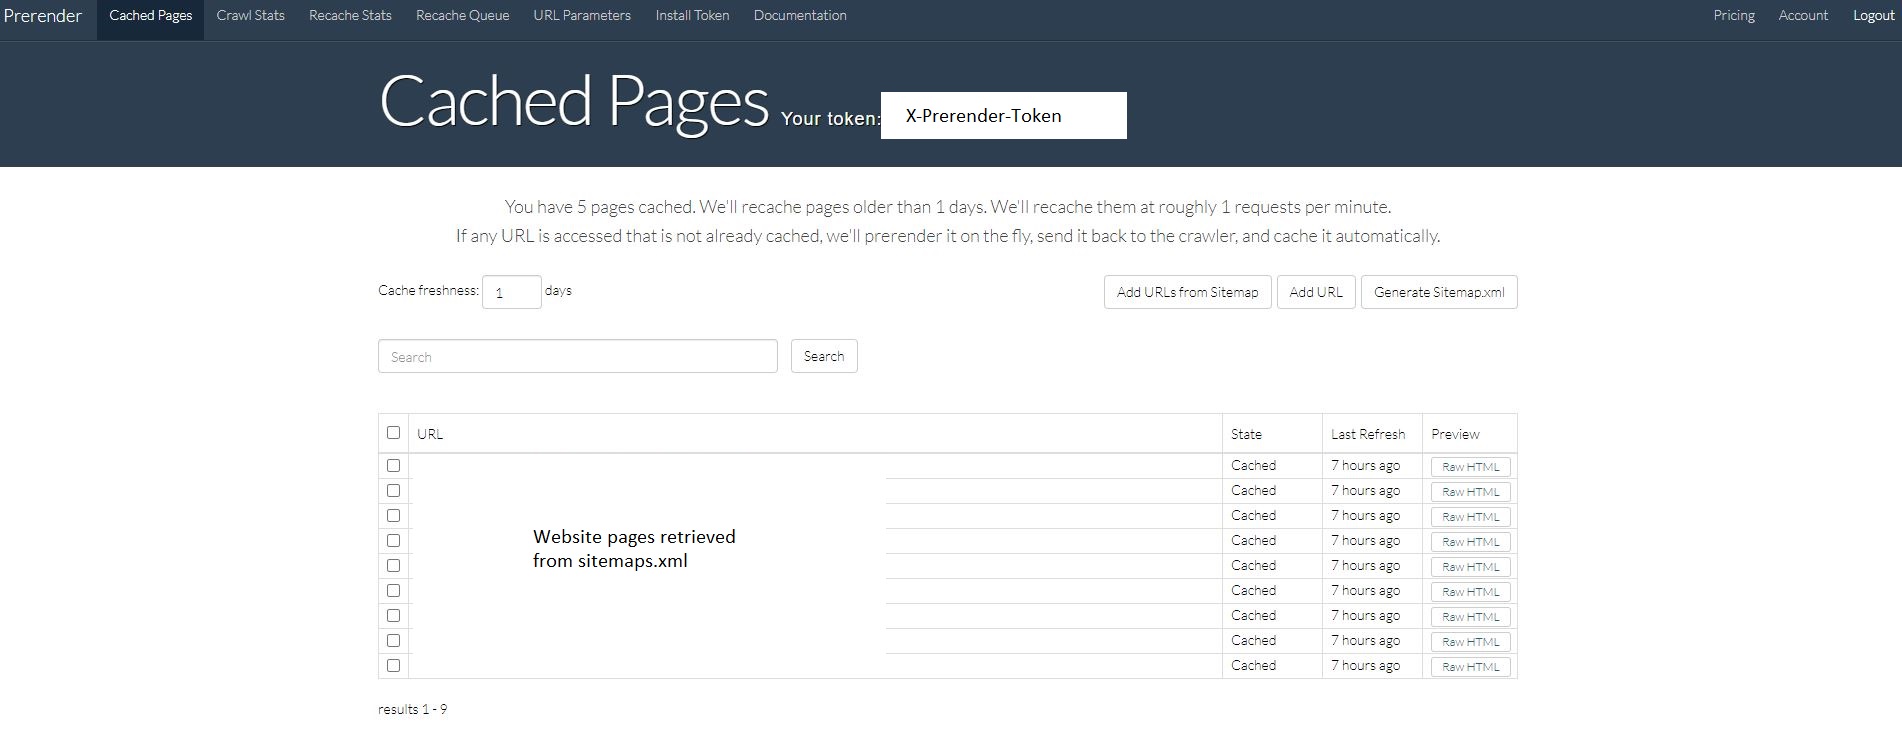 Prerender Cached Pages Crawl Stats Recache Stats Recache Queue URL Parameters Install Token Documentation Pricing Account Logout
Cached Pages Your token: X-Prerender-Token
You have 5 pages cached. We'll recache pages older than 1 days. We'll recache them at roughly 1 requests per minute.
If any URL is accessed that is not already cached, we'll prerender it on the fly, send it back to the crawler, and cache it automatically.
Cache freshness: 1 days Add URLs from Sitemap Add URL Generate Sitemap.xml
Search Search
URL State Last Refresh Preview
Cached 7 hours ago Raw HTML
Cached 7 hours ago Raw HTML
Cached 7 hours ago Raw HTML
Website pages retrieved Cached 7 hours ago Raw HTML
from sitemaps.xml Cached 7 hours ago Raw HTML
Cached 7 hours ago Raw HTML
Cached 7 hours ago Raw HTML
Cached 7 hours ago Raw HTML
Cached 7 hours ago Raw HTML
results 1 - 9